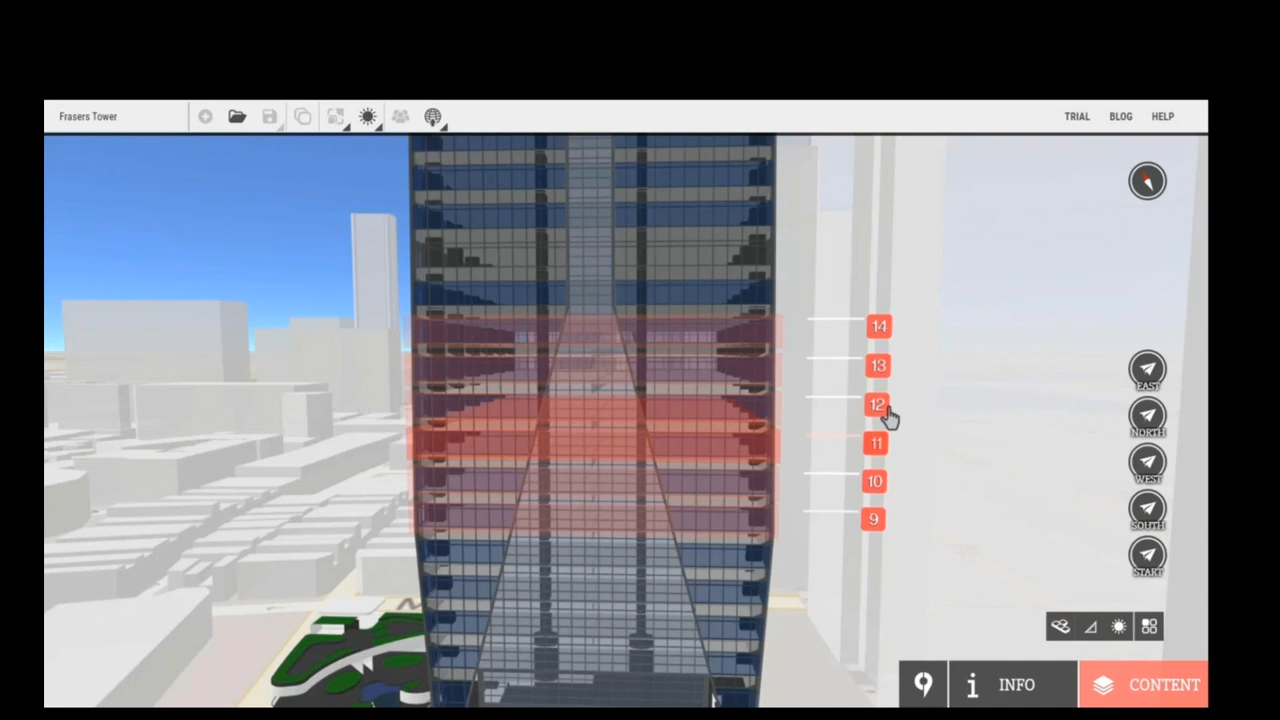 Frasers Tower
TRIAL BLOG HELP
14
13
12
11
10
9
EAST
NORTH
WEST
SOUTH
START
INFO
CONTENT